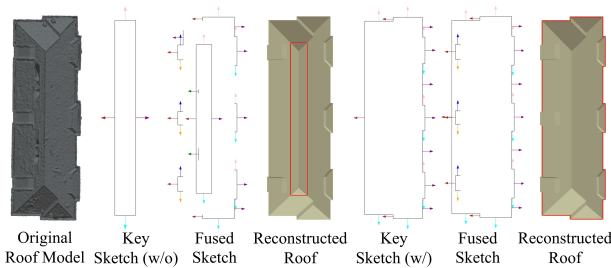 Original
Roof Model
Key
Sketch (w/o)
Fused
Sketch
Reconstructed
Roof
Key
Sketch (w/)
Fused
Sketch
Reconstructed
Roof